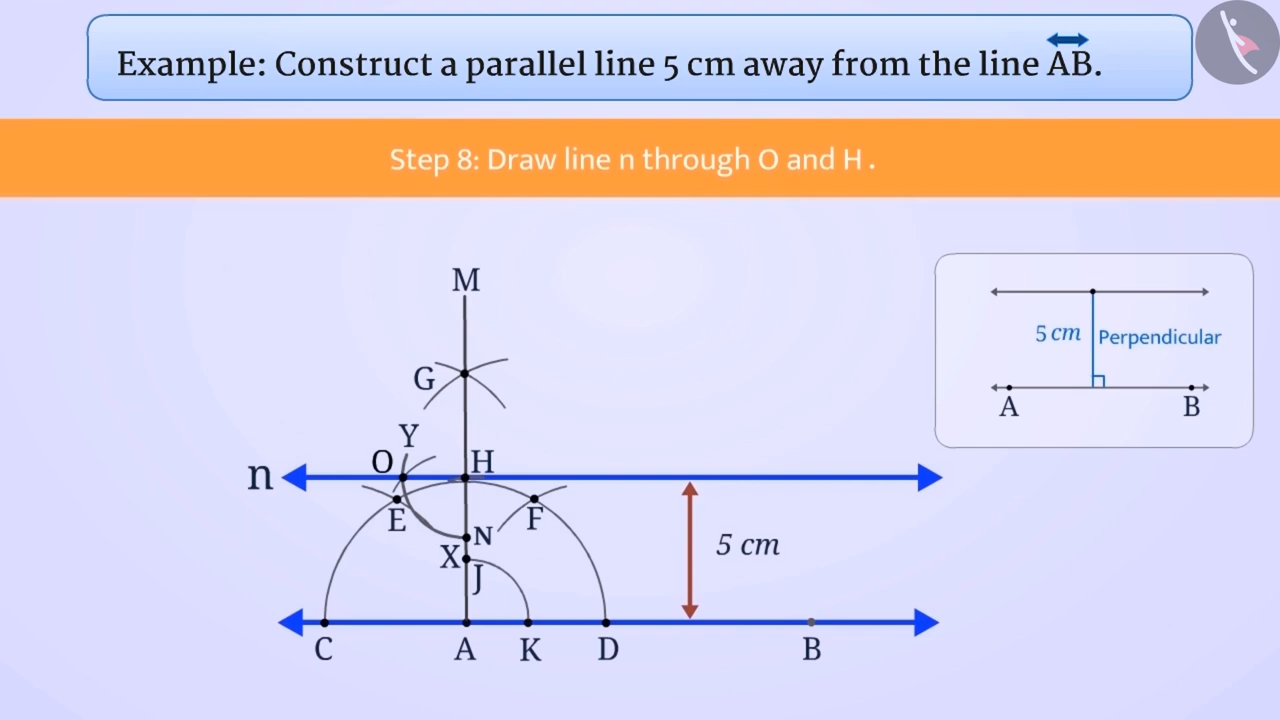 Example: Construct a parallel line 5 cm away from the line AB.
Step 8: Draw line n through O and H .
M
G
Y
O
H
n
E
F
N
X
J
5 cm
C
A
K
D
B
5 cm
Perpendicular
A
B